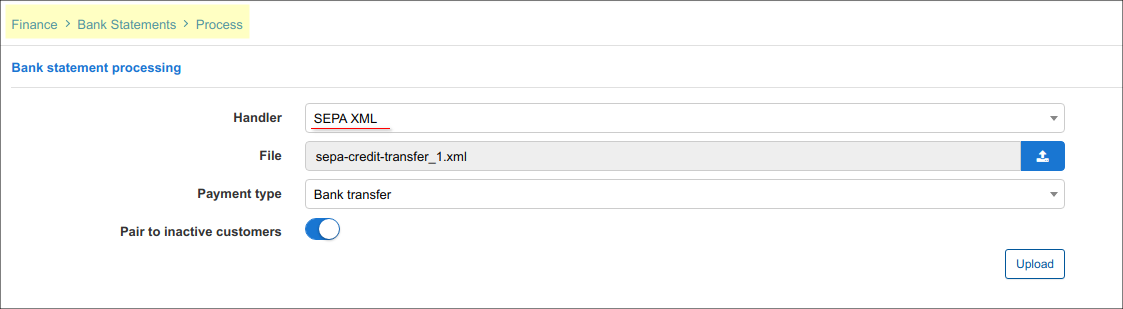 Finance > Bank Statements > Process
Bank statement processing
Handler SEPA XML
File sepa-credit-transfer_1.xml
Payment type Bank transfer
Pair to inactive customers
Upload